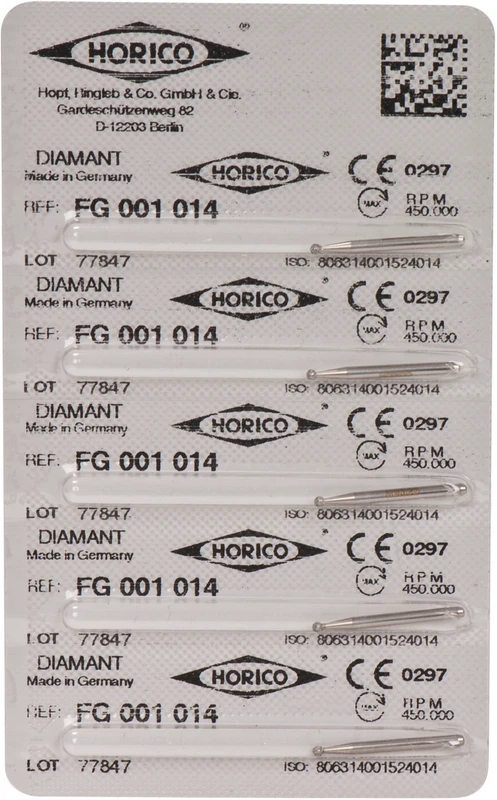 HORICO ®
Hopf, Ringleb & Co. GmbH & Cie.
Gardeschützenweg 82
D-12203 Berlin
DIAMANT HORICO ® CE 0297
Made in Germany
MAX RPM 450.000
REF: FG 001 014
LOT 77847 ISO: 806314001524014
DIAMANT HORICO ® CE 0297
Made in Germany
MAX RPM 450.000
REF: FG 001 014
LOT 77847 ISO: 806314001524014
DIAMANT HORICO ® CE 0297
Made in Germany
MAX RPM 450.000
REF: FG 001 014
LOT 77847 ISO: 806314001524014
DIAMANT HORICO ® CE 0297
Made in Germany
MAX RPM 450.000
REF: FG 001 014
LOT 77847 ISO: 806314001524014
DIAMANT HORICO ® CE 0297
Made in Germany
MAX RPM 450.000
REF: FG 001 014
LOT 77847 ISO: 806314001524014